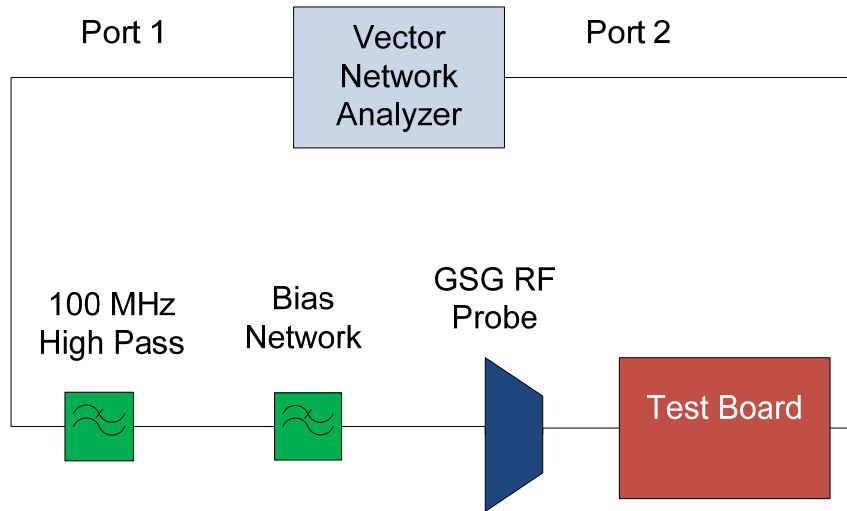 Port 1
Vector
Network
Analyzer
Port 2
100 MHz
High Pass
Bias
Network
GSG RF
Probe
Test Board